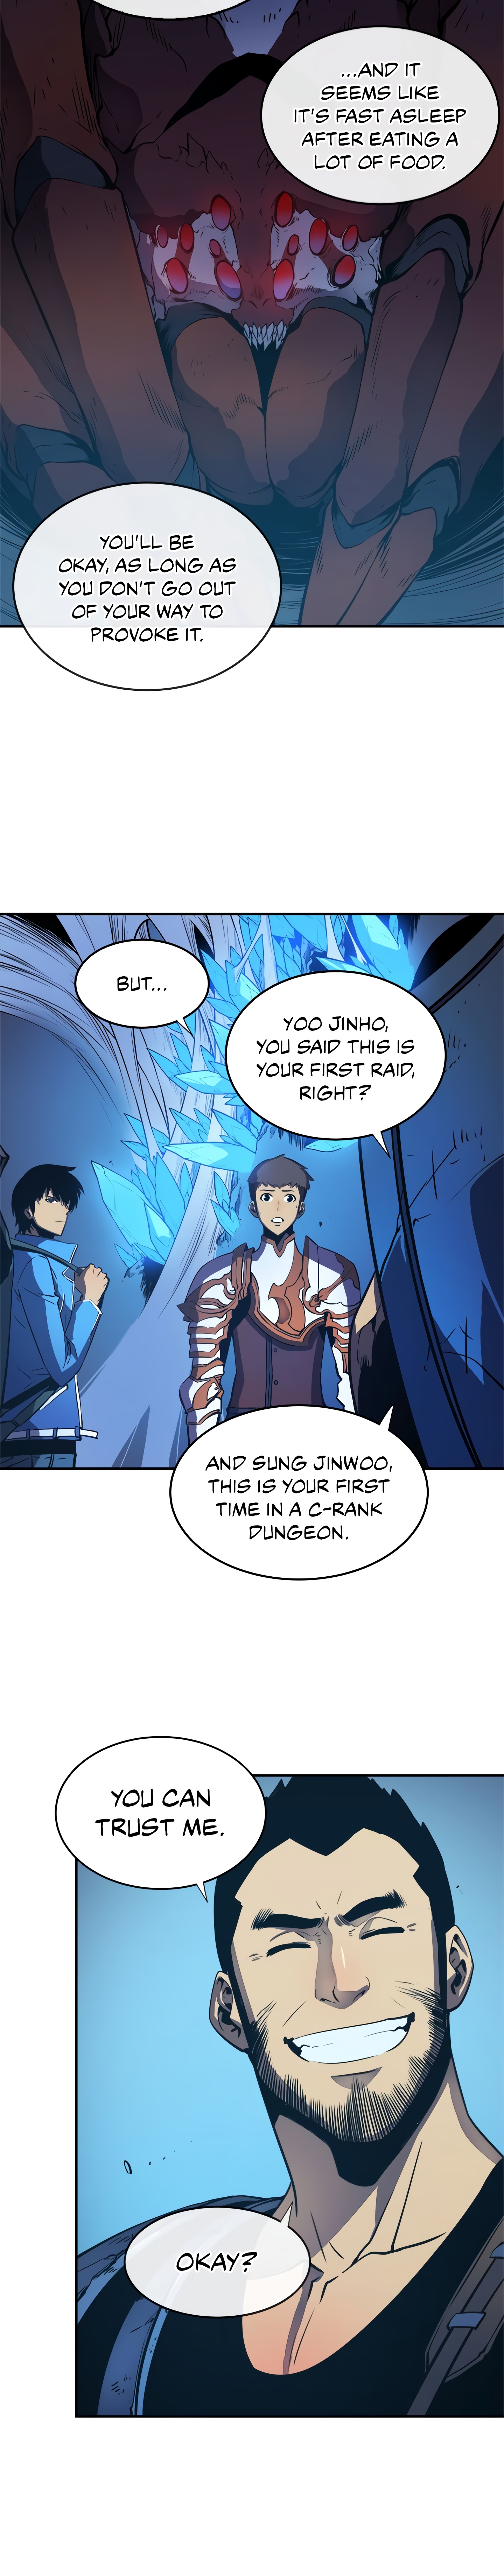 ...AND IT
SEEMS LIKE
IT'S FAST ASLEEP
AFTER EATING A
LOT OF FOOD.
YOU'LL BE
OKAY, AS LONG AS
YOU DON'T GO OUT
OF YOUR WAY TO
PROVOKE IT.
BUT...
YOO JINHO,
YOU SAID THIS IS
YOUR FIRST RAID,
RIGHT?
AND SUNG JINWOO,
THIS IS YOUR FIRST
TIME IN A C-RANK
DUNGEON.
YOU CAN
TRUST ME.
OKAY?